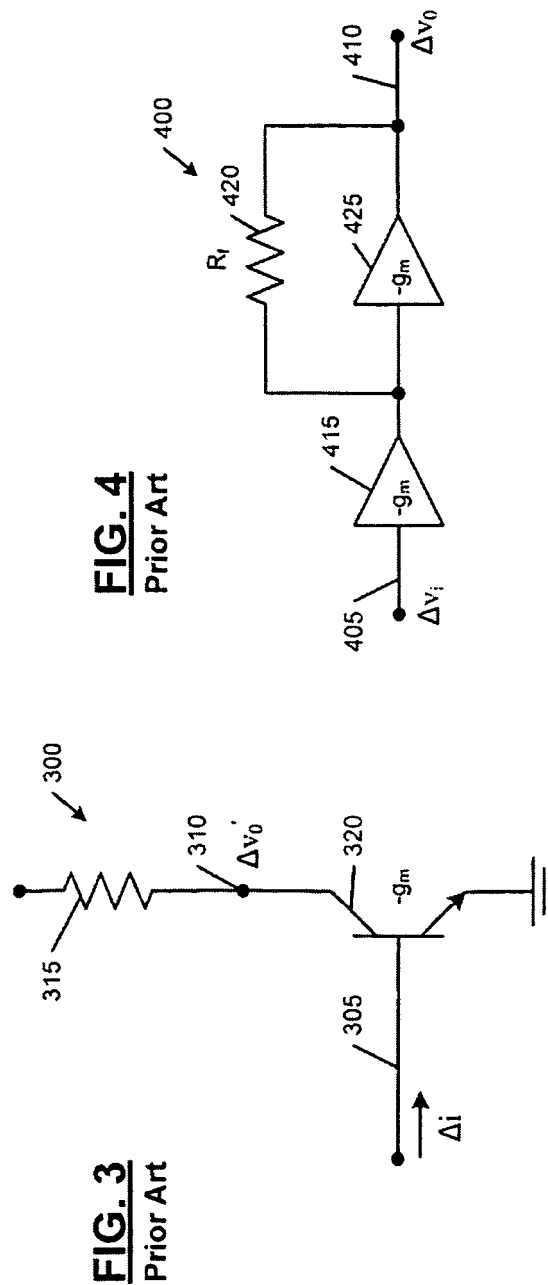 FIG. 3
Prior Art
300
315
310
Δv₀'
320
-gₘ
305
Δi
FIG. 4
Prior Art
400
420
R₁
415
-gₘ
425
-gₘ
405
Δvᵢ
410
Δv₀